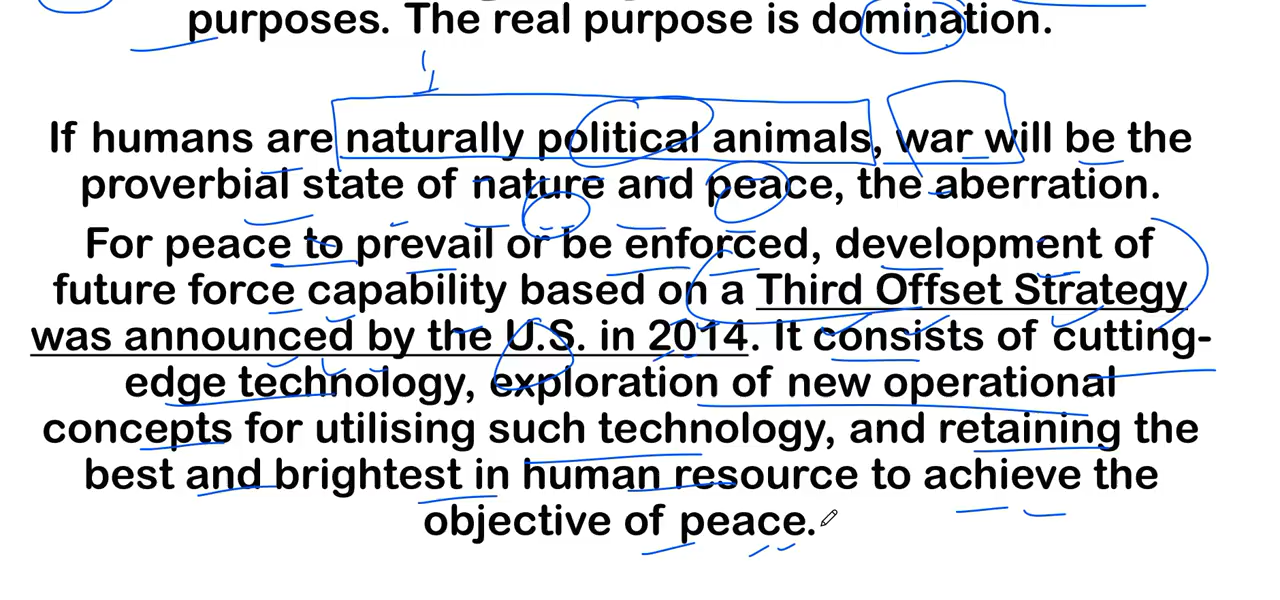 purposes. The real purpose is domination.
If humans are naturally political animals, war will be the
proverbial state of nature and peace, the aberration.
For peace to prevail or be enforced, development of
future force capability based on a Third Offset Strategy
was announced by the U.S. in 2014. It consists of cutting-
edge technology, exploration of new operational
concepts for utilising such technology, and retaining the
best and brightest in human resource to achieve the
objective of peace.